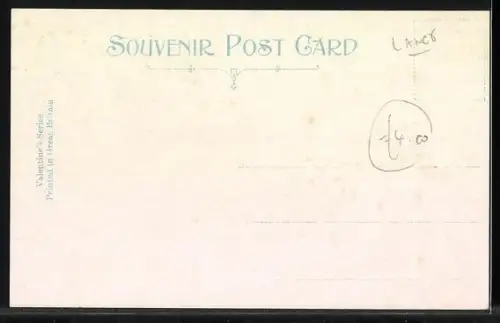 SOUVENIR POST CARD
LANCS
£4.00
Valentine's Series
Printed in Great Britain